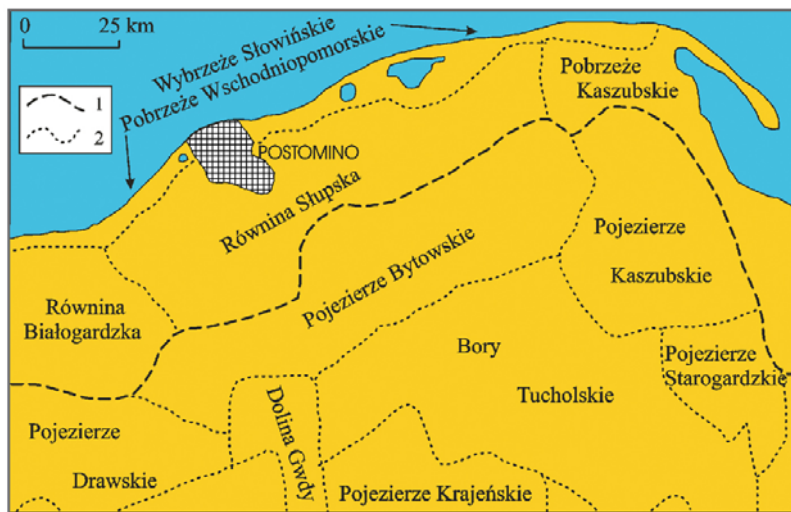 0 25 km
Wybrzeże Słowińskie
Pobrzeże Wschodniopomorskie
1
2
Pobrzeże
Kaszubskie
POSTOMINO
Równina Słupska
Pojezierze
Kaszubskie
Pojezierze Bytowskie
Równina
Białogardzka
Bory
Tucholskie
Pojezierze
Starogardzkie
Dolina Gwdy
Pojezierze
Drawskie
Pojezierze Krajeńskie